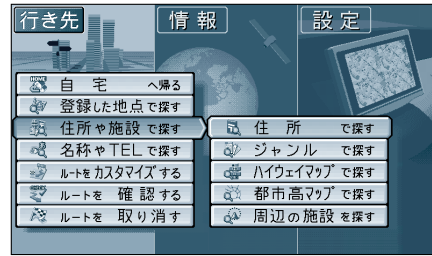 行き先
情報
設定
HOME 自宅へ帰る
登録した地点で探す
住所や施設で探す
名称やTELで探す
ルートをカスタマイズする
ルートを確認する
ルートを取り消す
住所で探す
ジャンルで探す
ハイウェイマップで探す
都市高マップで探す
周辺の施設を探す